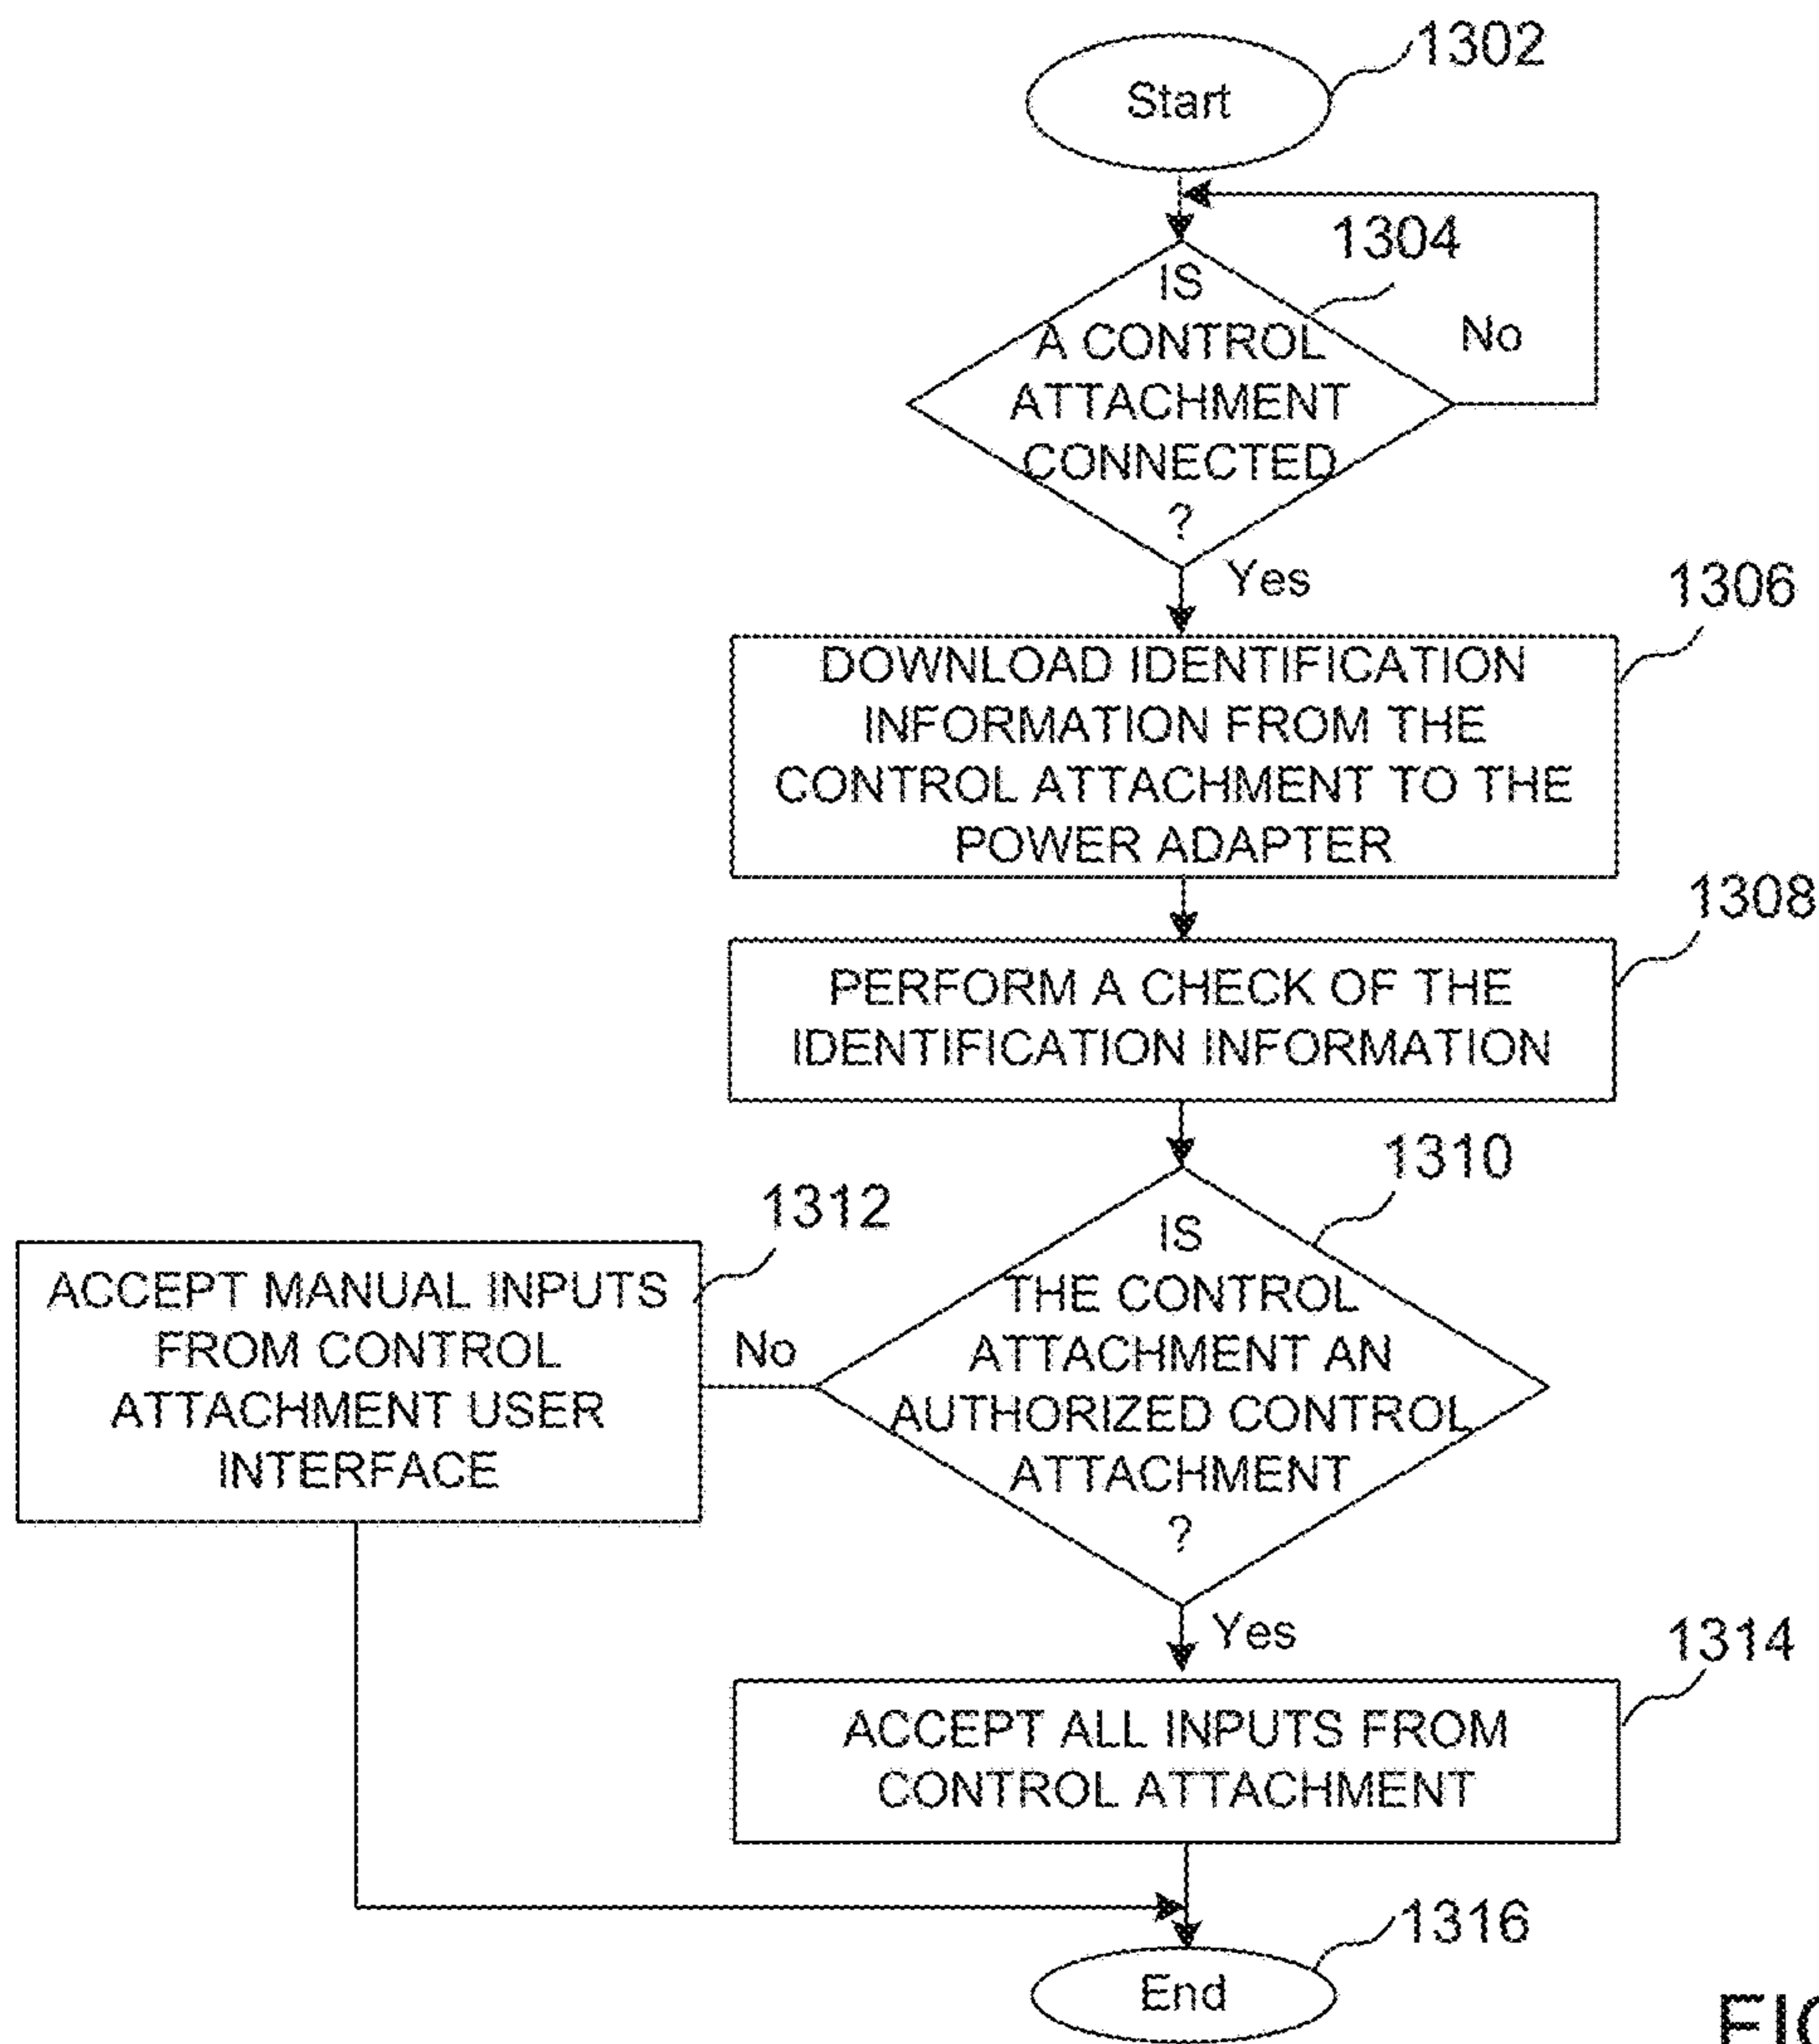 1302
Start
1304
IS
A CONTROL
ATTACHMENT
CONNECTED
?
No
Yes
1306
DOWNLOAD IDENTIFICATION
INFORMATION FROM THE
CONTROL ATTACHMENT TO THE
POWER ADAPTER
1308
PERFORM A CHECK OF THE
IDENTIFICATION INFORMATION
1310
IS
THE CONTROL
ATTACHMENT AN
AUTHORIZED CONTROL
ATTACHMENT
?
No
1312
ACCEPT MANUAL INPUTS
FROM CONTROL
ATTACHMENT USER
INTERFACE
Yes
1314
ACCEPT ALL INPUTS FROM
CONTROL ATTACHMENT
1316
End